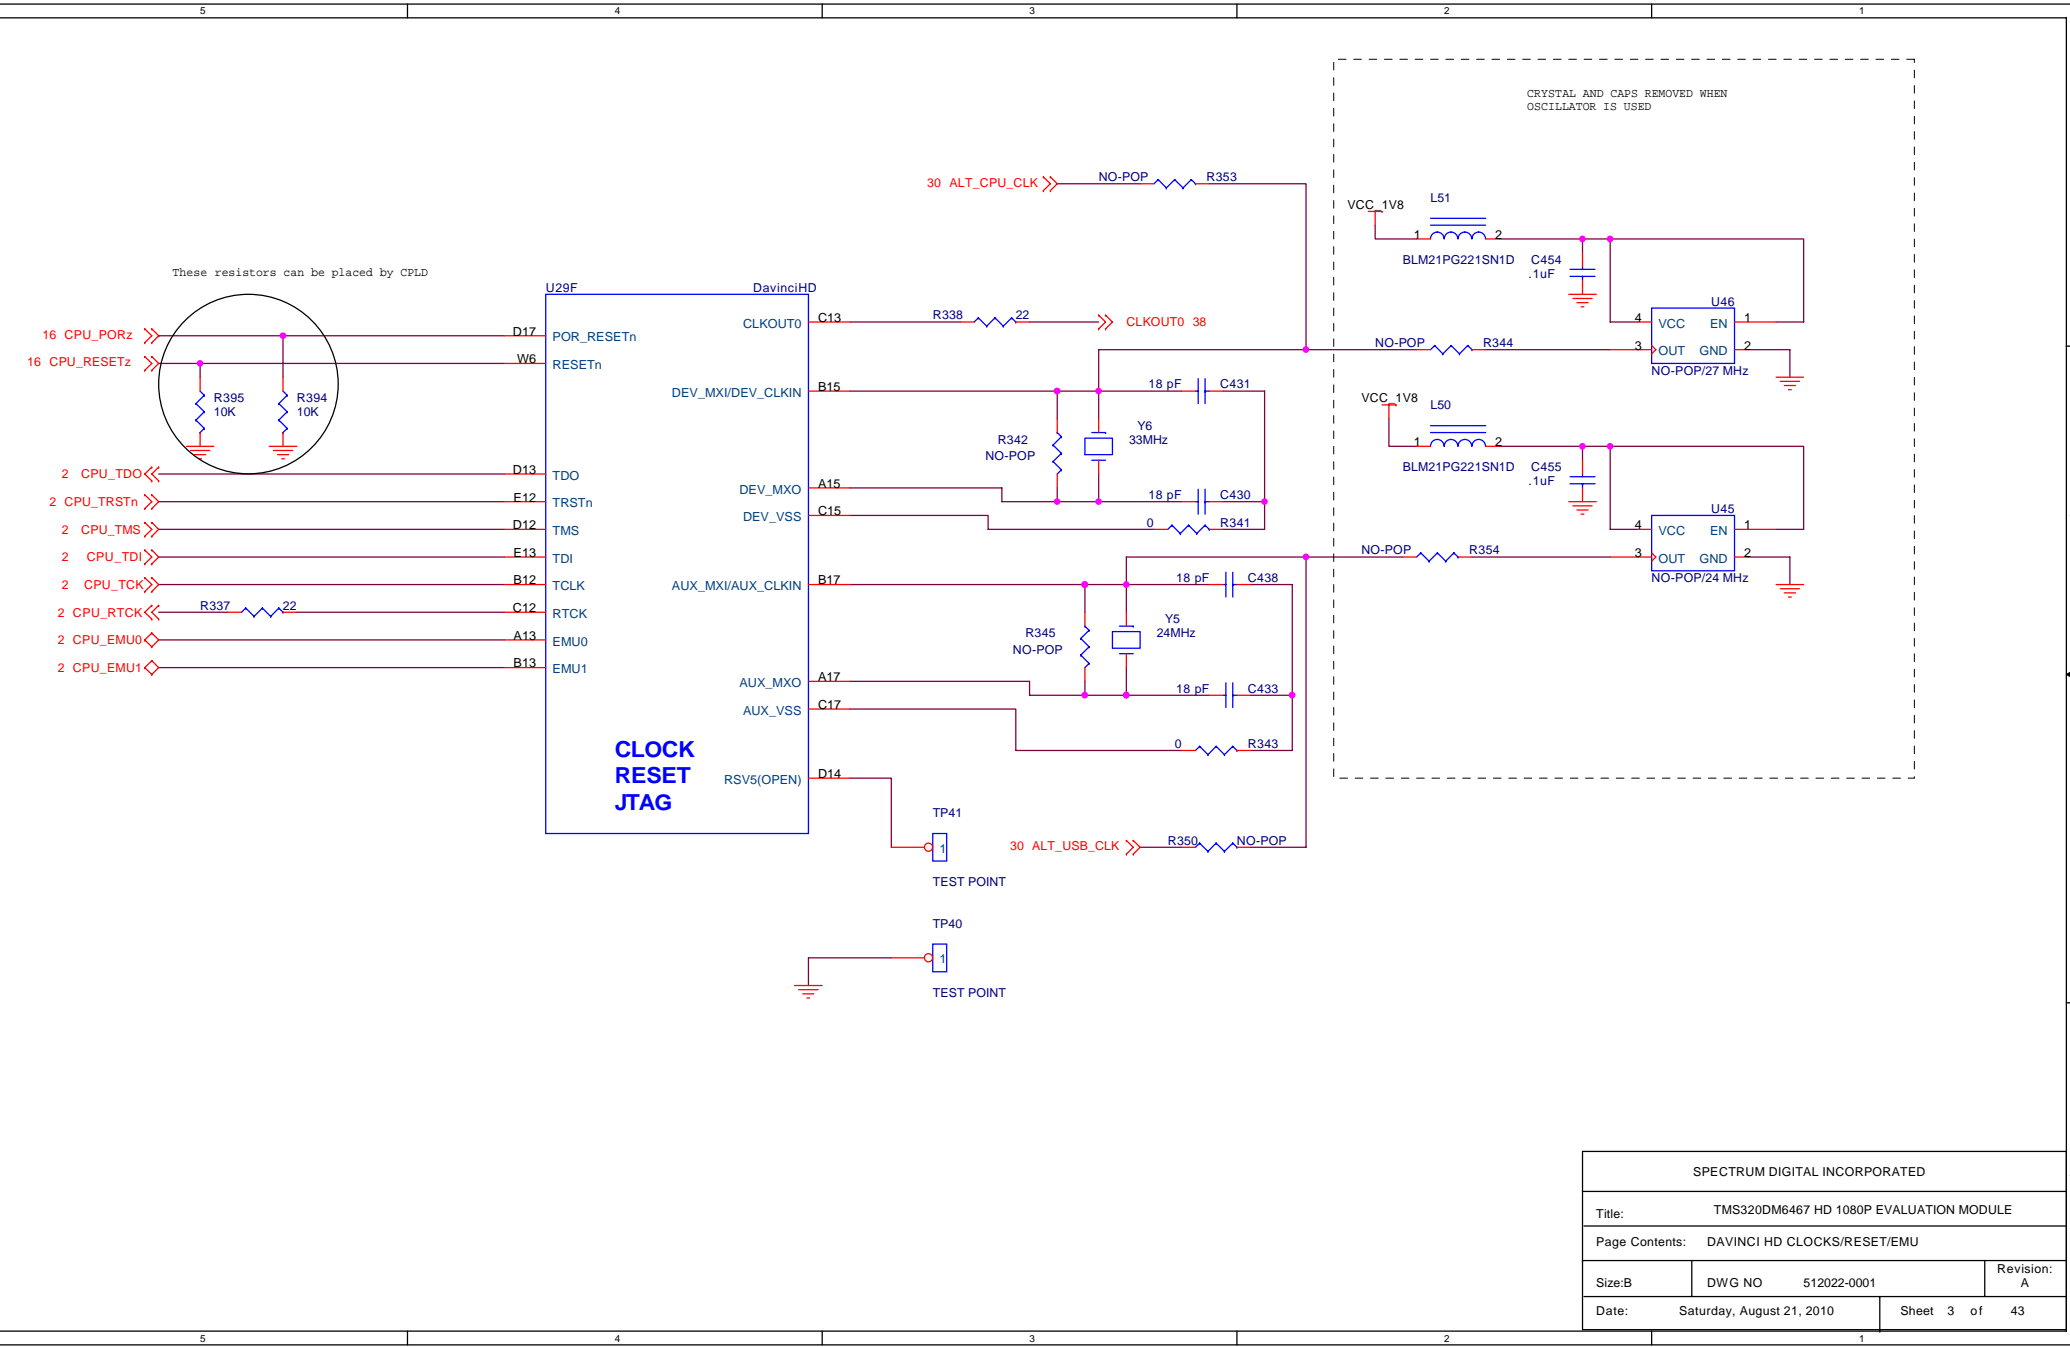 5 4 3 2 1
CRYSTAL AND CAPS REMOVED WHEN
OSCILLATOR IS USED
30 ALT_CPU_CLK NO-POP R353
VCC_1V8 L51
1 2
BLM21PG221SN1D C454
.1uF
These resistors can be placed by CPLD
U29F DavinciHD
U46
16 CPU_PORz D17 POR_RESETn
CLKOUT0 C13 R338 22 CLKOUT0 38
4 VCC EN 1
16 CPU_RESETz W6 RESETn
NO-POP R344 3 OUT GND 2
NO-POP/27 MHz
DEV_MXI/DEV_CLKIN B15 18 pF C431
R395
10K
R394
10K
VCC_1V8 L50
1 2
BLM21PG221SN1D C455
.1uF
R342
NO-POP
Y6
33MHz
2 CPU_TDO D13 TDO
DEV_MXO A15 18 pF C430
2 CPU_TRSTn E12 TRSTn
DEV_VSS C15 0 R341
U45
4 VCC EN 1
2 CPU_TMS D12 TMS
2 CPU_TDI E13 TDI
NO-POP R354 3 OUT GND 2
NO-POP/24 MHz
2 CPU_TCK B12 TCLK
AUX_MXI/AUX_CLKIN B17 18 pF C438
2 CPU_RTCK R337 22 C12 RTCK
R345
NO-POP
Y5
24MHz
2 CPU_EMU0 A13 EMU0
2 CPU_EMU1 B13 EMU1
AUX_MXO A17 18 pF C433
AUX_VSS C17
0 R343
CLOCK
RESET
JTAG
RSV5(OPEN) D14
TP41
1
TEST POINT
30 ALT_USB_CLK R350 NO-POP
TP40
1
TEST POINT
SPECTRUM DIGITAL INCORPORATED
Title: TMS320DM6467 HD 1080P EVALUATION MODULE
Page Contents: DAVINCI HD CLOCKS/RESET/EMU
Size:B DWG NO 512022-0001 Revision:
A
Date: Saturday, August 21, 2010 Sheet 3 of 43
5 4 3 2 1